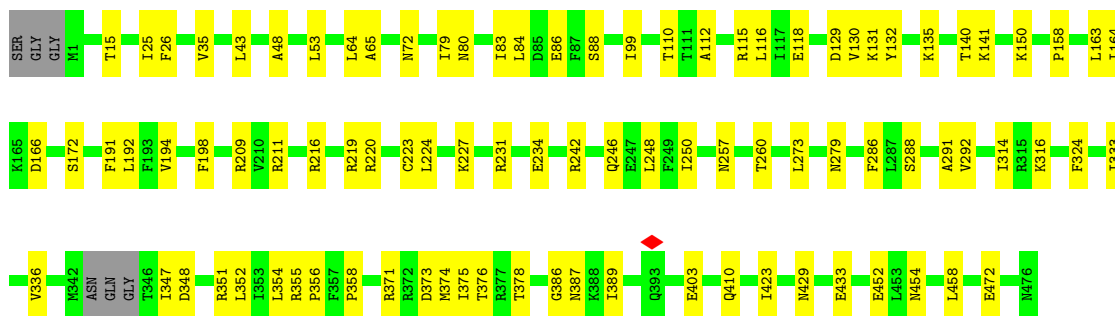 SER GLY GLY M1 T15 I25 F26 V35 L43 A48 L53 L64 A65 N72 I79 N80 I83 L84 D85 E86 F87 S88 I99 T110 T111 A112 R115 L116 I117 E118 D129 V130 K131 Y132 K135 T140 K141 K150 P158 L163 I164
K165 D166 S172 F191 L192 F193 V194 F198 R209 V210 R211 R216 R219 R220 C223 L224 K227 R231 E234 R242 Q246 E247 L248 F249 I250 N257 T260 L273 N279 F286 L287 S288 A291 V292 I314 R315 K316 F324 I333
V336 M342 ASN GLN GLY T346 I347 D348 R351 L352 I353 L354 R355 P356 F357 P358 R371 R372 D373 M374 I375 T376 R377 T378 G386 N387 K388 I389 Q393 E403 Q410 I423 N429 E433 E452 L453 N454 L458 E472 N476